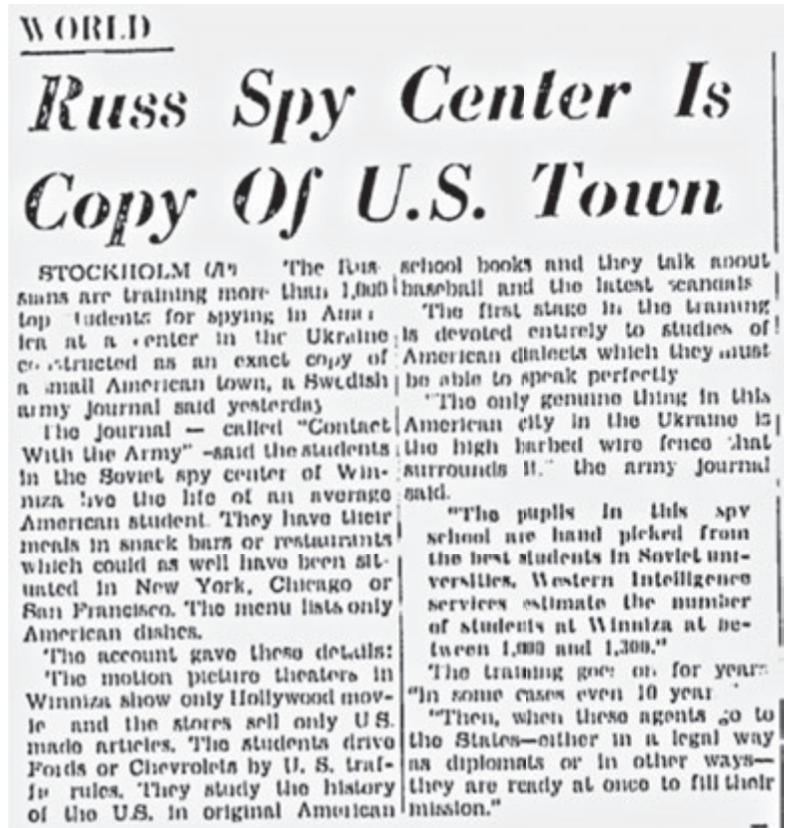 WORLD
Russ Spy Center Is
Copy Of U.S. Town
STOCKHOLM (AP) The Rus-
sians are training more than 1,000
top students for spying in Amer-
ica at a center in the Ukraine
constructed as an exact copy of
a small American town, a Swedish
army journal said yesterday
The journal — called "Contact
With the Army" —said the students
in the Soviet spy center of Win-
niza live the life of an average
American student. They have their
meals in snack bars or restaurants
which could as well have been sit-
uated in New York, Chicago or
San Francisco. The menu lists only
American dishes.
The account gave these details:
The motion picture theaters in
Winniza show only Hollywood mov-
ie and the stores sell only U.S.
made articles. The students drive
Fords or Chevrolets by U. S. traf-
fic rules. They study the history
of the U.S. in original American
school books and they talk about
baseball and the latest scandals
The first stage in the training
is devoted entirely to studies of
American dialects which they must
be able to speak perfectly
"The only genuine thing in this
American city in the Ukraine is
the high barbed wire fence that
surrounds it," the army journal
said.
"The pupils in this spy
school are hand picked from
the best students in Soviet uni-
versities. Western Intelligence
services estimate the number
of students at Winniza at be-
tween 1,000 and 1,300."
The training goes on for years
"in some cases even 10 year
"Then, when these agents go to
the States—either in a legal way
as diplomats or in other ways—
they are ready at once to fill their
mission."